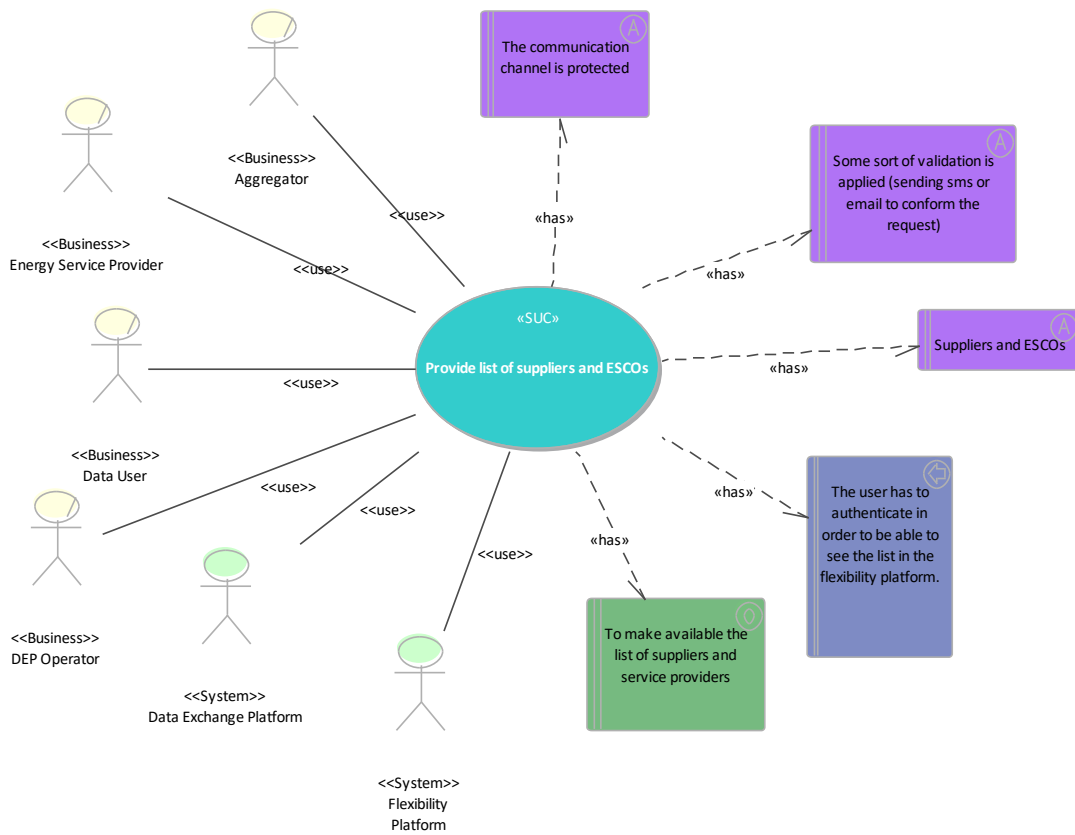 The communication
channel is protected
A
<<Business>>
Aggregator
<<use>>
«has»
Some sort of validation is
applied (sending sms or
email to conform the
request)
A
«has»
<<Business>>
Energy Service Provider
<<use>>
«SUC»
Provide list of suppliers and ESCOs
Suppliers and ESCOs
A
«has»
<<use>>
<<Business>>
Data User
<<use>>
<<Business>>
DEP Operator
<<use>>
<<System>>
Data Exchange Platform
<<use>>
<<System>>
Flexibility
Platform
«has»
The user has to
authenticate in
order to be able to
see the list in the
flexibility platform.
«has»
To make available the
list of suppliers and
service providers
O